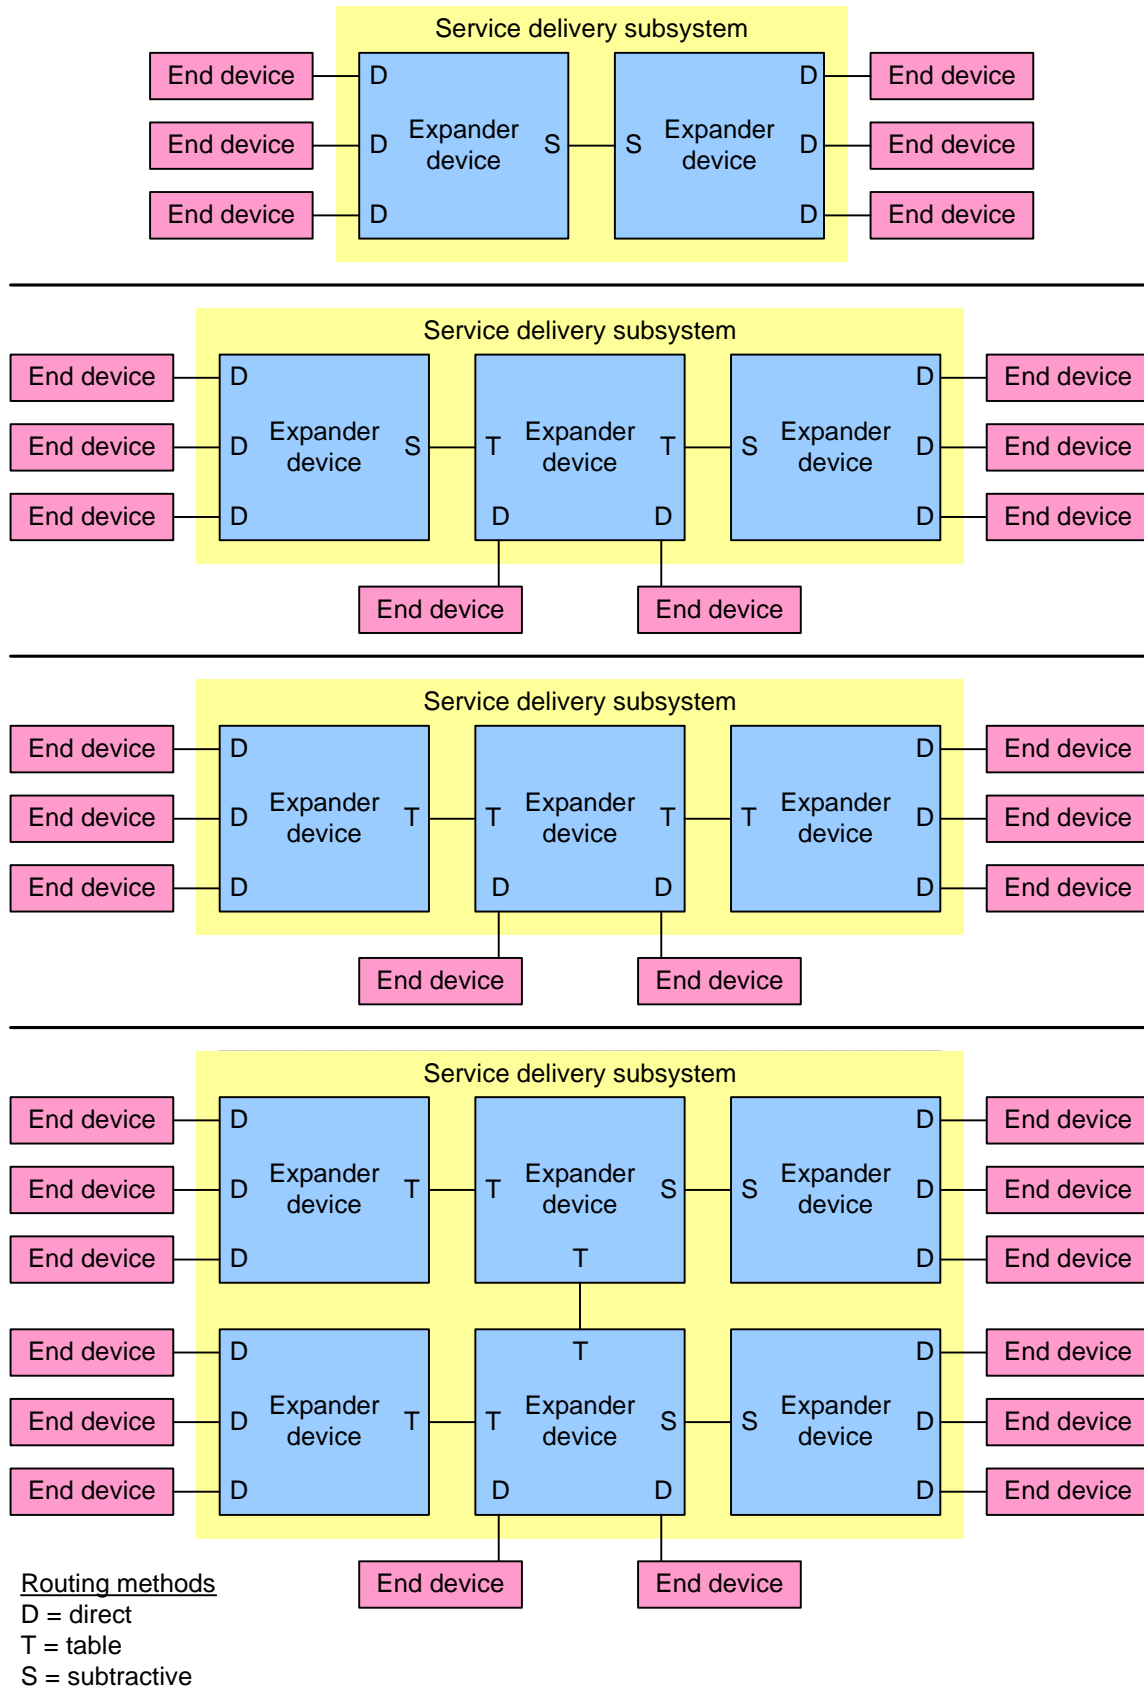 Service delivery subsystem
End device D D End device
End device D Expander device S S Expander device D End device
End device D D End device
Service delivery subsystem
End device D D End device
End device D Expander device S T Expander device T S Expander device D End device
End device D D D D End device
End device End device
Service delivery subsystem
End device D D End device
End device D Expander device T T Expander device T T Expander device D End device
End device D D D D End device
End device End device
Service delivery subsystem
End device D D End device
End device D Expander device T T Expander device S S Expander device D End device
End device D D End device
T
End device D T D End device
End device D Expander device T T Expander device S S Expander device D End device
End device D D D D End device
End device End device
Routing methods
D = direct
T = table
S = subtractive